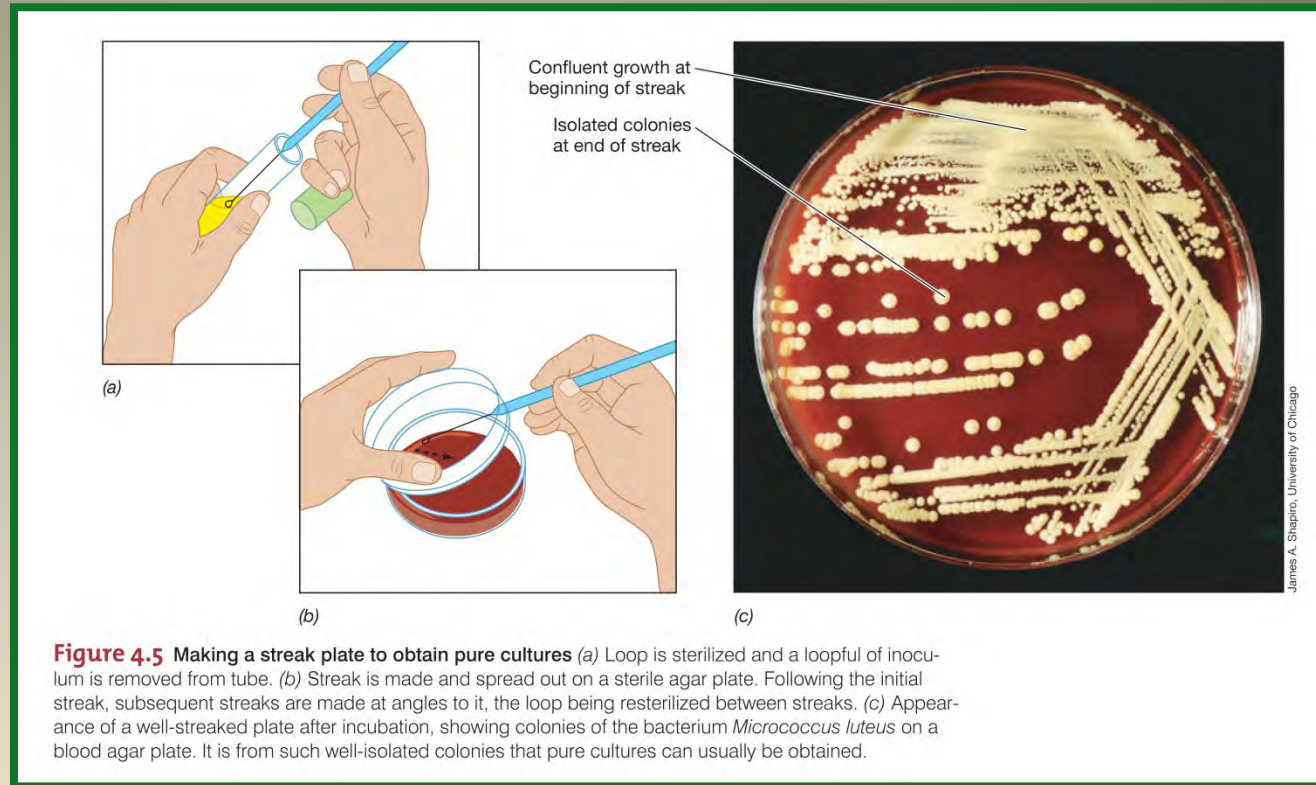 Confluent growth at
beginning of streak
Isolated colonies
at end of streak
(a)
(b)
(c)
James A. Shapiro, University of Chicago
Figure 4.5 Making a streak plate to obtain pure cultures (a) Loop is sterilized and a loopful of inocu-
lum is removed from tube. (b) Streak is made and spread out on a sterile agar plate. Following the initial
streak, subsequent streaks are made at angles to it, the loop being resterilized between streaks. (c) Appear-
ance of a well-streaked plate after incubation, showing colonies of the bacterium Micrococcus luteus on a
blood agar plate. It is from such well-isolated colonies that pure cultures can usually be obtained.